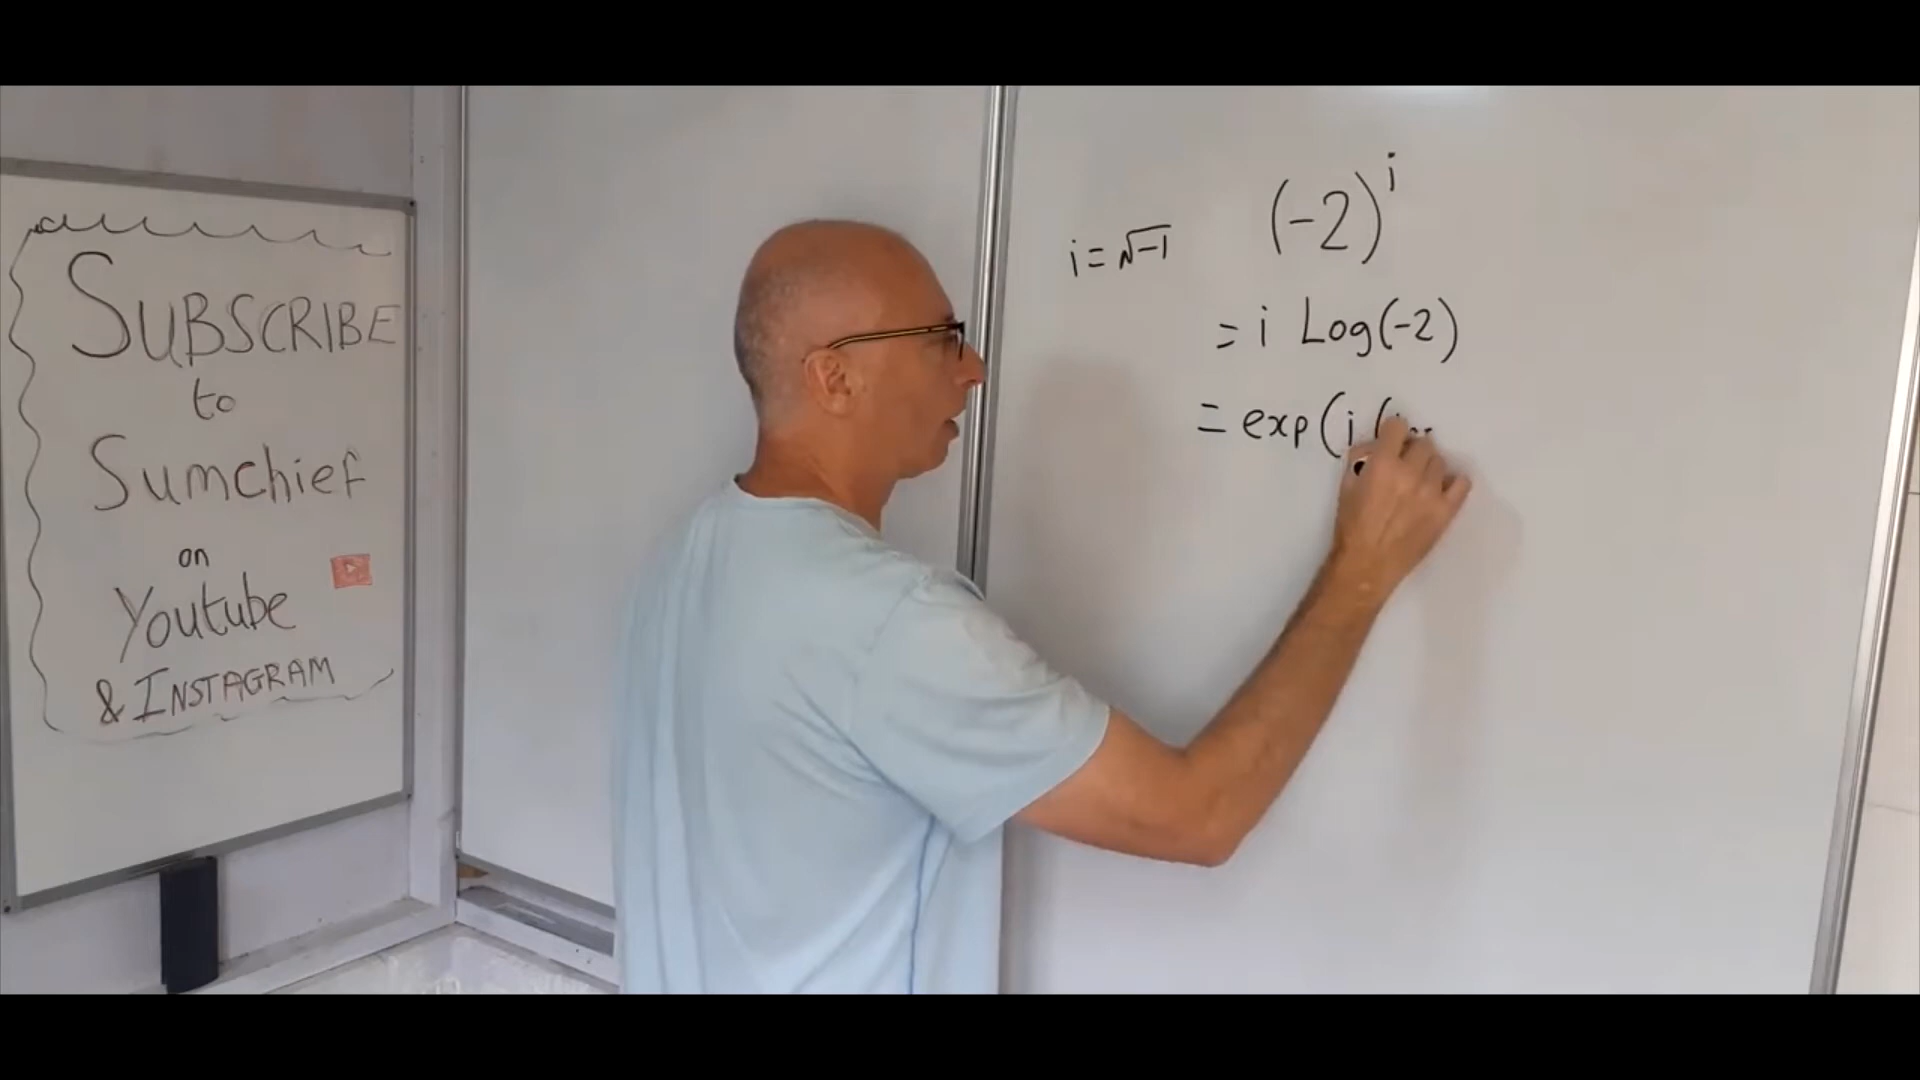 SUBSCRIBE
to
Sumchief
on
Youtube
& INSTAGRAM
i = √-1
(-2)^i
= i Log(-2)
= exp(i(